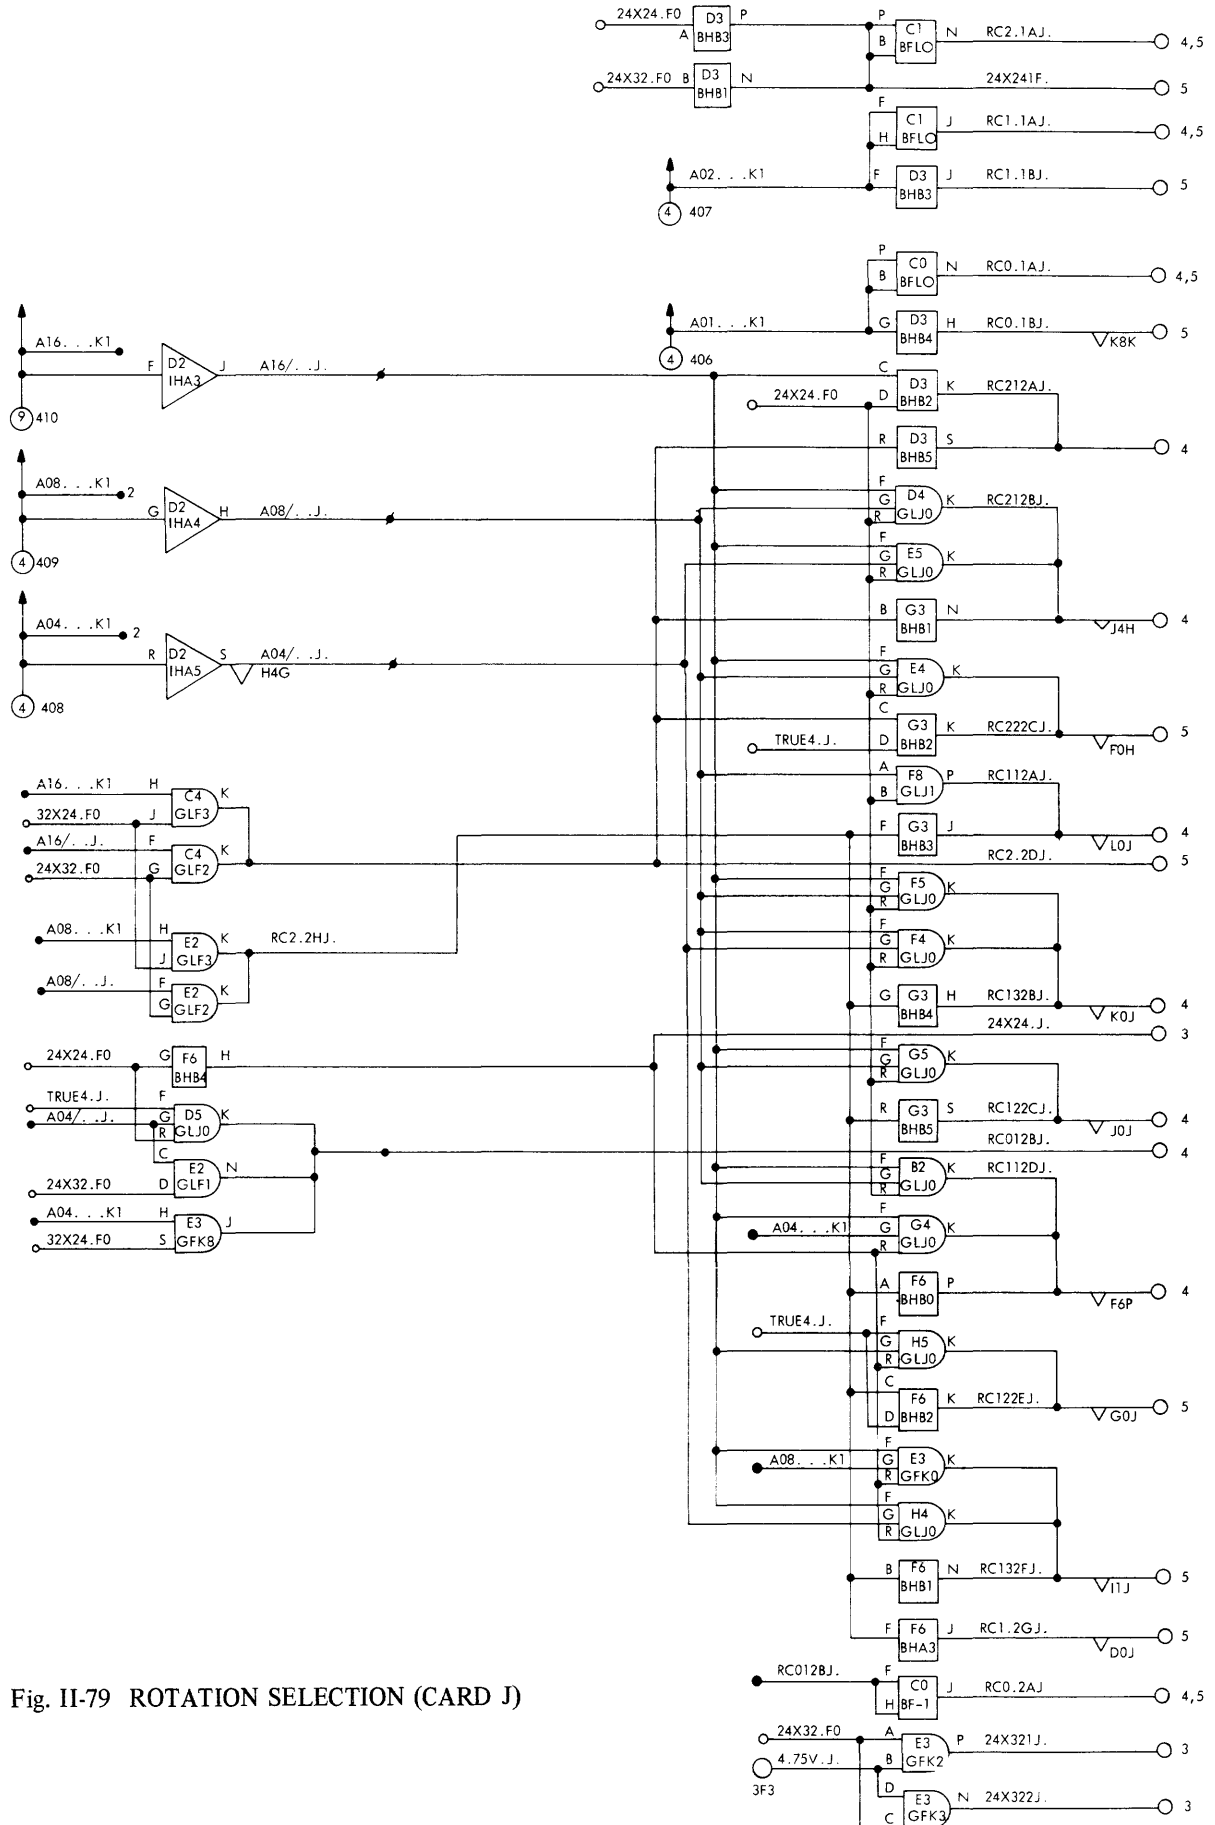 24X24.F0 A D3 BHB3 P P B C1 BFLO N RC2.1AJ. 4,5
24X32.F0 B D3 BHB1 N 24X241F. 5
F H C1 BFLO J RC1.1AJ. 4,5
A02. . .K1 F D3 BHB3 J RC1.1BJ. 5
4 407
P B C0 BFLO N RC0.1AJ. 4,5
A01. . .K1 G D3 BHB4 H RC0.1BJ. K8K 5
4 406
A16. . .K1
F D2 IHA3 J A16/. .J.
9 410
C D D3 BHB2 K RC212AJ.
24X24.F0
R D3 BHB5 S 4
A08. . .K1 2
G D2 IHA4 H A08/. .J.
4 409
F G R D4 GLJ0 K RC212BJ.
F G R E5 GLJ0 K
A04. . .K1 2
R D2 IHA5 S A04/. .J.
H4G
4 408
B G3 BHB1 N J4H 4
F G R E4 GLJ0 K
TRUE4.J. C D G3 BHB2 K RC222CJ. F0H 5
A B F8 GLJ1 P RC112AJ.
F G3 BHB3 J L0J 4
A16. . .K1 H
32X24.F0 J C4 GLF3 K
A16/. .J. F
24X32.F0 G C4 GLF2 K
RC2.2DJ. 5
F G R F5 GLJ0 K
A08. . .K1 H J E2 GLF3 K RC2.2HJ.
A08/. .J. F G E2 GLF2 K
F G R F4 GLJ0 K
G G3 BHB4 H RC132BJ. K0J 4
24X24.J. 3
24X24.F0 G F6 BHB4 H
F G R G5 GLJ0 K
TRUE4.J. F
A04/. .J. G R D5 GLJ0 K
R G3 BHB5 S RC122CJ. J0J 4
RC012BJ. 4
C
24X32.F0 D E2 GLF1 N
A04. . .K1 H
32X24.F0 S E3 GFK8 J
F G R B2 GLJ0 K RC112DJ.
A04. . .K1 F G R G4 GLJ0 K
A F6 BHB0 P F6P 4
TRUE4.J. F G R H5 GLJ0 K
C D F6 BHB2 K RC122EJ. G0J 5
A08. . .K1 F G R E3 GFK0 K
F G R H4 GLJ0 K
B F6 BHB1 N RC132FJ. I1J 5
F F6 BHA3 J RC1.2GJ. D0J 5
RC012BJ. F H C0 BF-1 J RC0.2AJ 4,5
Fig. II-79 ROTATION SELECTION (CARD J)
24X32.F0 A E3 GFK2 P 24X321J. 3
4.75V.J. B
3F3
D C E3 GFK3 N 24X322J. 3